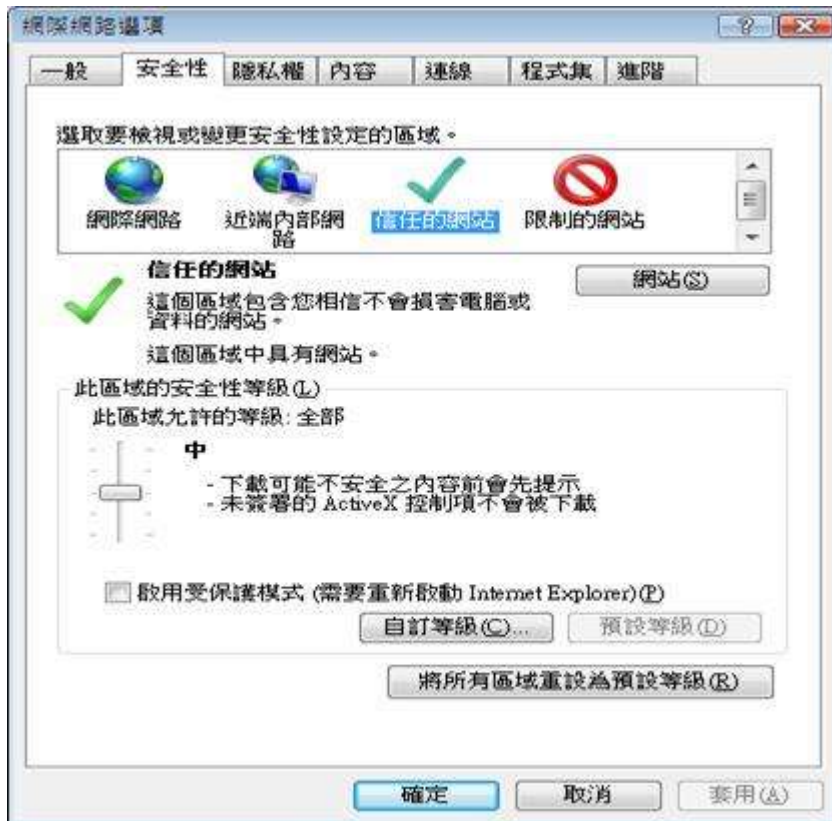 網際網路選項
一般 安全性 隱私權 內容 連線 程式集 進階
選取要檢視或變更安全性設定的區域。
網際網路 近端內部網路 信任的網站 限制的網站
信任的網站
網站(S)
這個區域包含您相信不會損害電腦或
資料的網站。
這個區域中具有網站。
此區域的安全性等級(L)
此區域允許的等級: 全部
中
- 下載可能不安全之內容前會先提示
- 未簽署的 ActiveX 控制項不會被下載
啟用受保護模式 (需要重新啟動 Internet Explorer)(P)
自訂等級(C)... 預設等級(D)
將所有區域重設為預設等級(R)
確定 取消 套用(A)